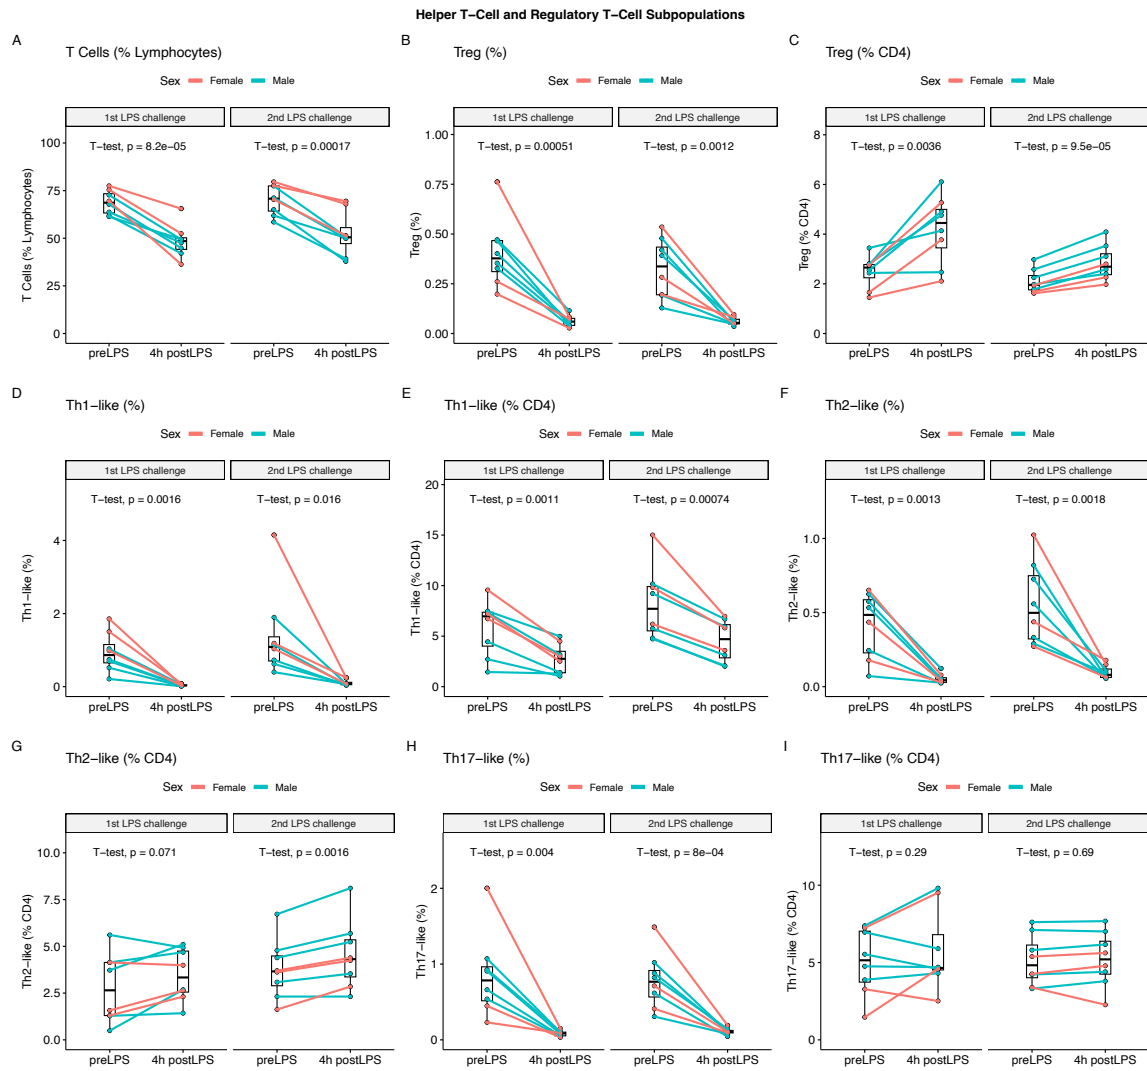 Helper T−Cell and Regulatory T−Cell Subpopulations
A
T Cells (% Lymphocytes)
Sex Female Male
1st LPS challenge
2nd LPS challenge
T−test, p = 8.2e−05
T−test, p = 0.00017
T Cells (% Lymphocytes)
100
75
50
25
0
preLPS
4h postLPS
preLPS
4h postLPS
B
Treg (%)
Sex Female Male
1st LPS challenge
2nd LPS challenge
T−test, p = 0.00051
T−test, p = 0.0012
Treg (%)
1.00
0.75
0.50
0.25
0.00
preLPS
4h postLPS
preLPS
4h postLPS
C
Treg (% CD4)
Sex Female Male
1st LPS challenge
2nd LPS challenge
T−test, p = 0.0036
T−test, p = 9.5e−05
Treg (% CD4)
8
6
4
2
0
preLPS
4h postLPS
preLPS
4h postLPS
D
Th1−like (%)
Sex Female Male
1st LPS challenge
2nd LPS challenge
T−test, p = 0.0016
T−test, p = 0.016
Th1−like (%)
4
2
0
preLPS
4h postLPS
preLPS
4h postLPS
E
Th1−like (% CD4)
Sex Female Male
1st LPS challenge
2nd LPS challenge
T−test, p = 0.0011
T−test, p = 0.00074
Th1−like (% CD4)
20
15
10
5
0
preLPS
4h postLPS
preLPS
4h postLPS
F
Th2−like (%)
Sex Female Male
1st LPS challenge
2nd LPS challenge
T−test, p = 0.0013
T−test, p = 0.0018
Th2−like (%)
1.0
0.5
0.0
preLPS
4h postLPS
preLPS
4h postLPS
G
Th2−like (% CD4)
Sex Female Male
1st LPS challenge
2nd LPS challenge
T−test, p = 0.071
T−test, p = 0.0016
Th2−like (% CD4)
10.0
7.5
5.0
2.5
0.0
preLPS
4h postLPS
preLPS
4h postLPS
H
Th17−like (%)
Sex Female Male
1st LPS challenge
2nd LPS challenge
T−test, p = 0.004
T−test, p = 8e−04
Th17−like (%)
2
1
0
preLPS
4h postLPS
preLPS
4h postLPS
I
Th17−like (% CD4)
Sex Female Male
1st LPS challenge
2nd LPS challenge
T−test, p = 0.29
T−test, p = 0.69
Th17−like (% CD4)
10
5
0
preLPS
4h postLPS
preLPS
4h postLPS